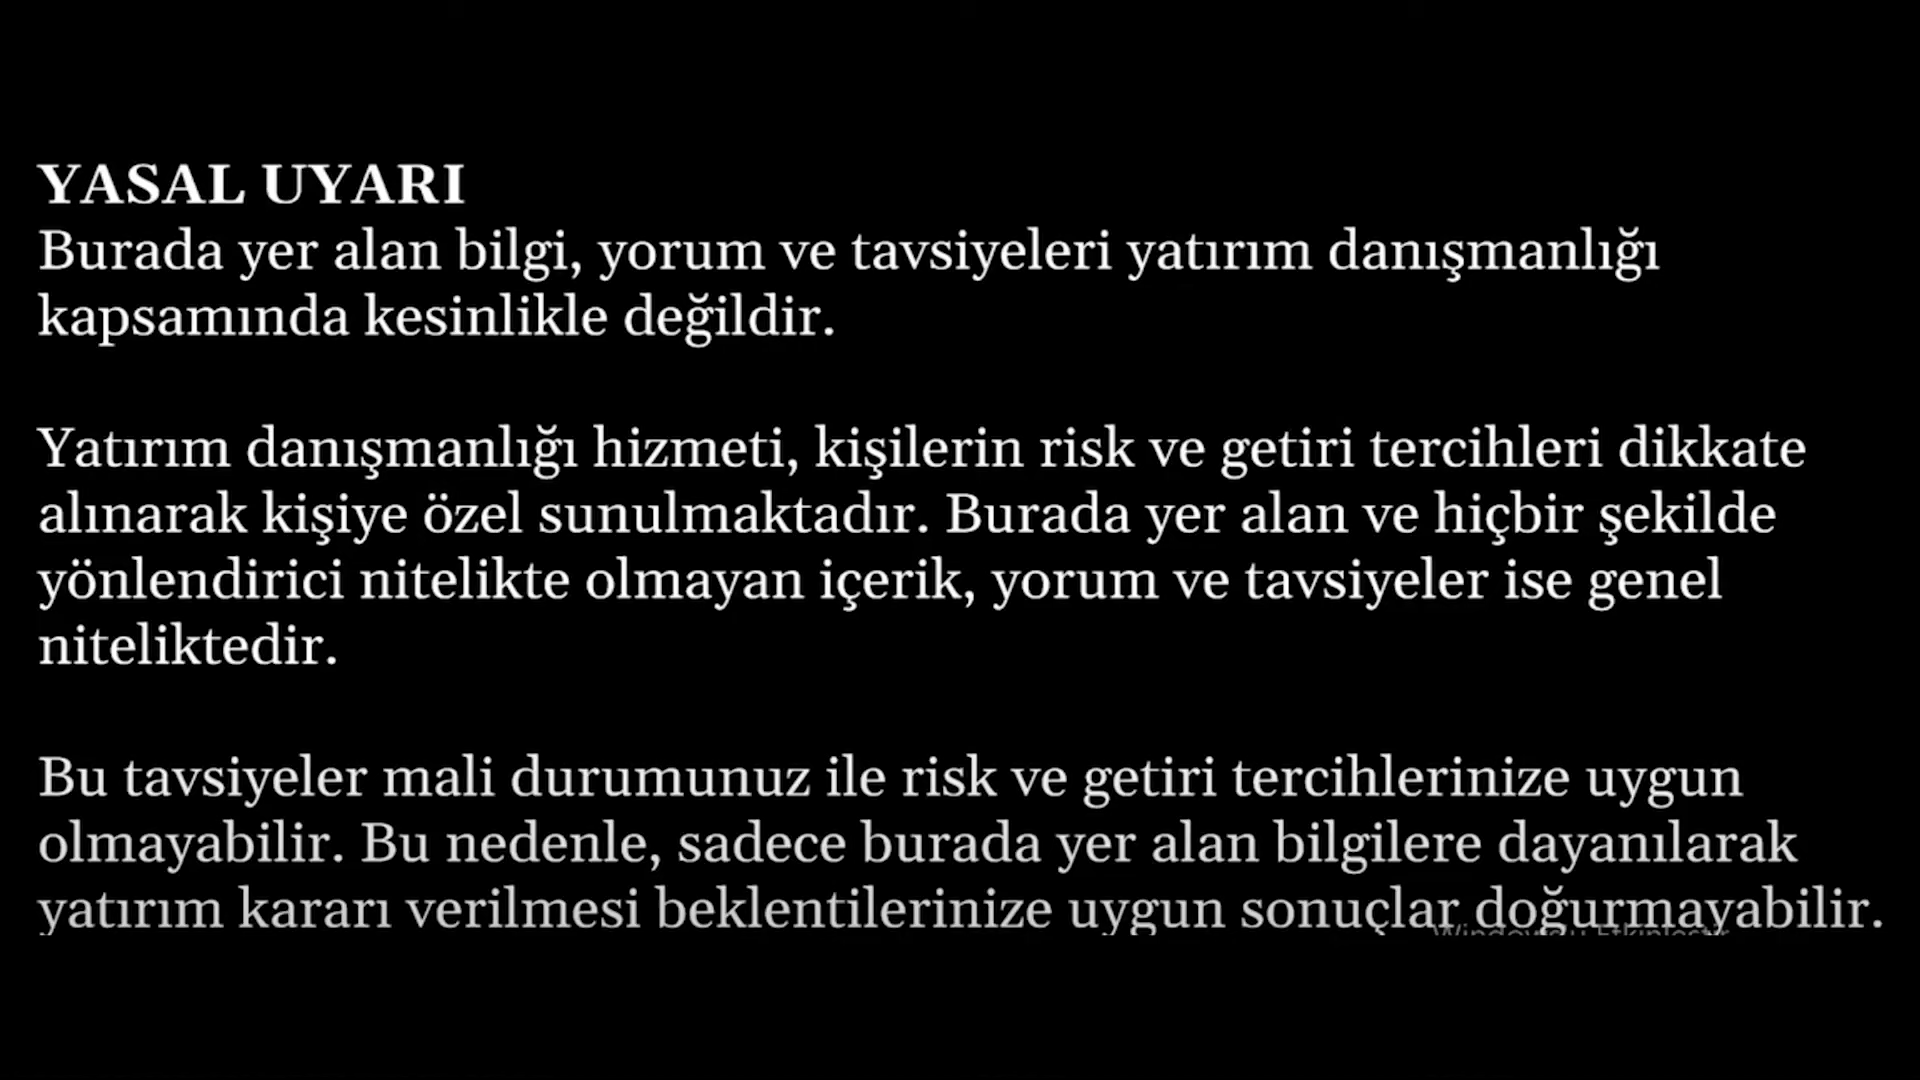 YASAL UYARI
Burada yer alan bilgi, yorum ve tavsiyeleri yatırım danışmanlığı
kapsamında kesinlikle değildir.
Yatırım danışmanlığı hizmeti, kişilerin risk ve getiri tercihleri dikkate
alınarak kişiye özel sunulmaktadır. Burada yer alan ve hiçbir şekilde
yönlendirici nitelikte olmayan içerik, yorum ve tavsiyeler ise genel
niteliktedir.
Bu tavsiyeler mali durumunuz ile risk ve getiri tercihlerinize uygun
olmayabilir. Bu nedenle, sadece burada yer alan bilgilere dayanılarak
yatırım kararı verilmesi beklentilerinize uygun sonuçlar doğurmayabilir.